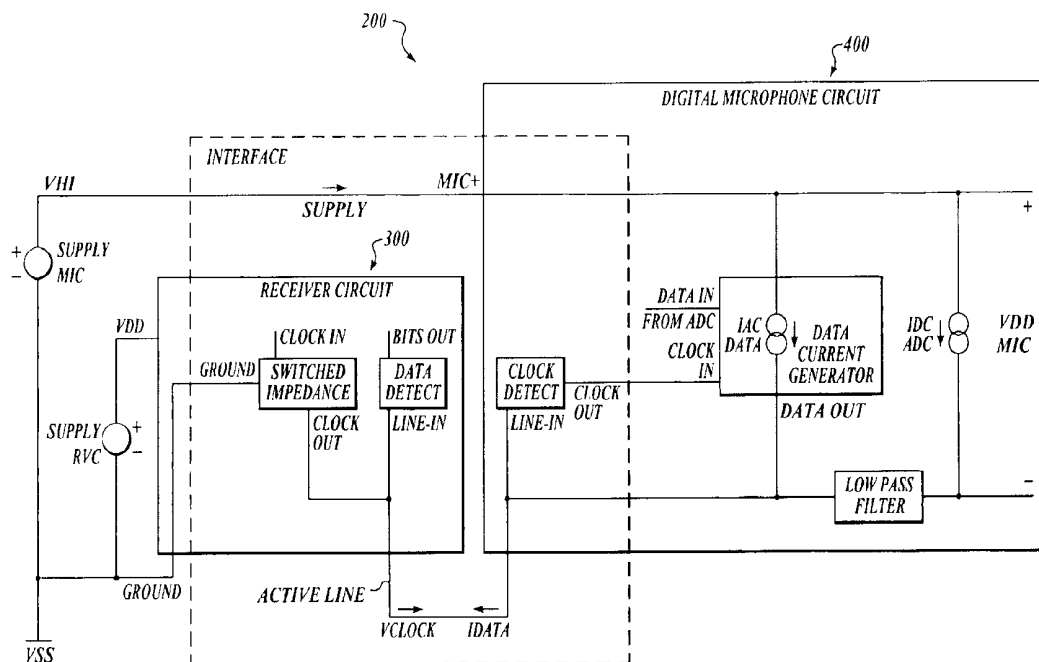 200
400
DIGITAL MICROPHONE CIRCUIT
INTERFACE
VHI
MIC+
SUPPLY
+
+
−
SUPPLY
MIC
300
RECEIVER CIRCUIT
VDD
CLOCK IN
BITS OUT
GROUND
SWITCHED
IMPEDANCE
DATA
DETECT
CLOCK
OUT
LINE-IN
CLOCK
DETECT
LINE-IN
CLOCK
OUT
DATA IN
FROM ADC
CLOCK
IN
IAC
DATA
DATA
CURRENT
GENERATOR
DATA OUT
IDC
ADC
VDD
MIC
SUPPLY
RVC
+
−
LOW PASS
FILTER
−
GROUND
ACTIVE LINE
VCLOCK
IDATA
VSS